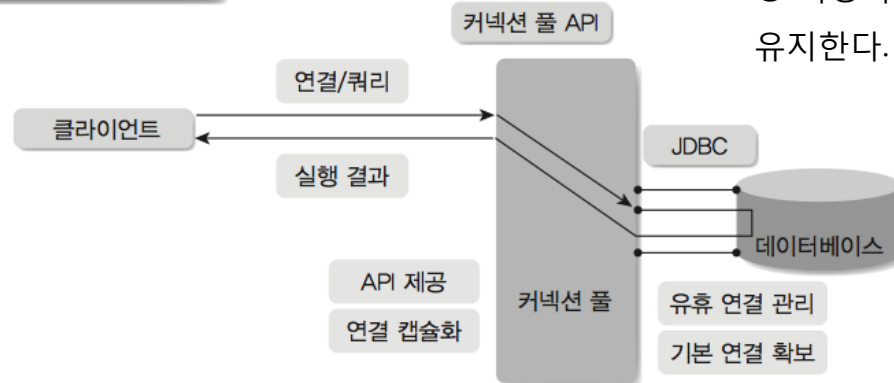 커넥션 풀 API
유지한다.
연결/쿼리
클라이언트
JDBC
실행 결과
데이터베이스
API 제공
커넥션 풀
유휴 연결 관리
연결 캡슐화
기본 연결 확보